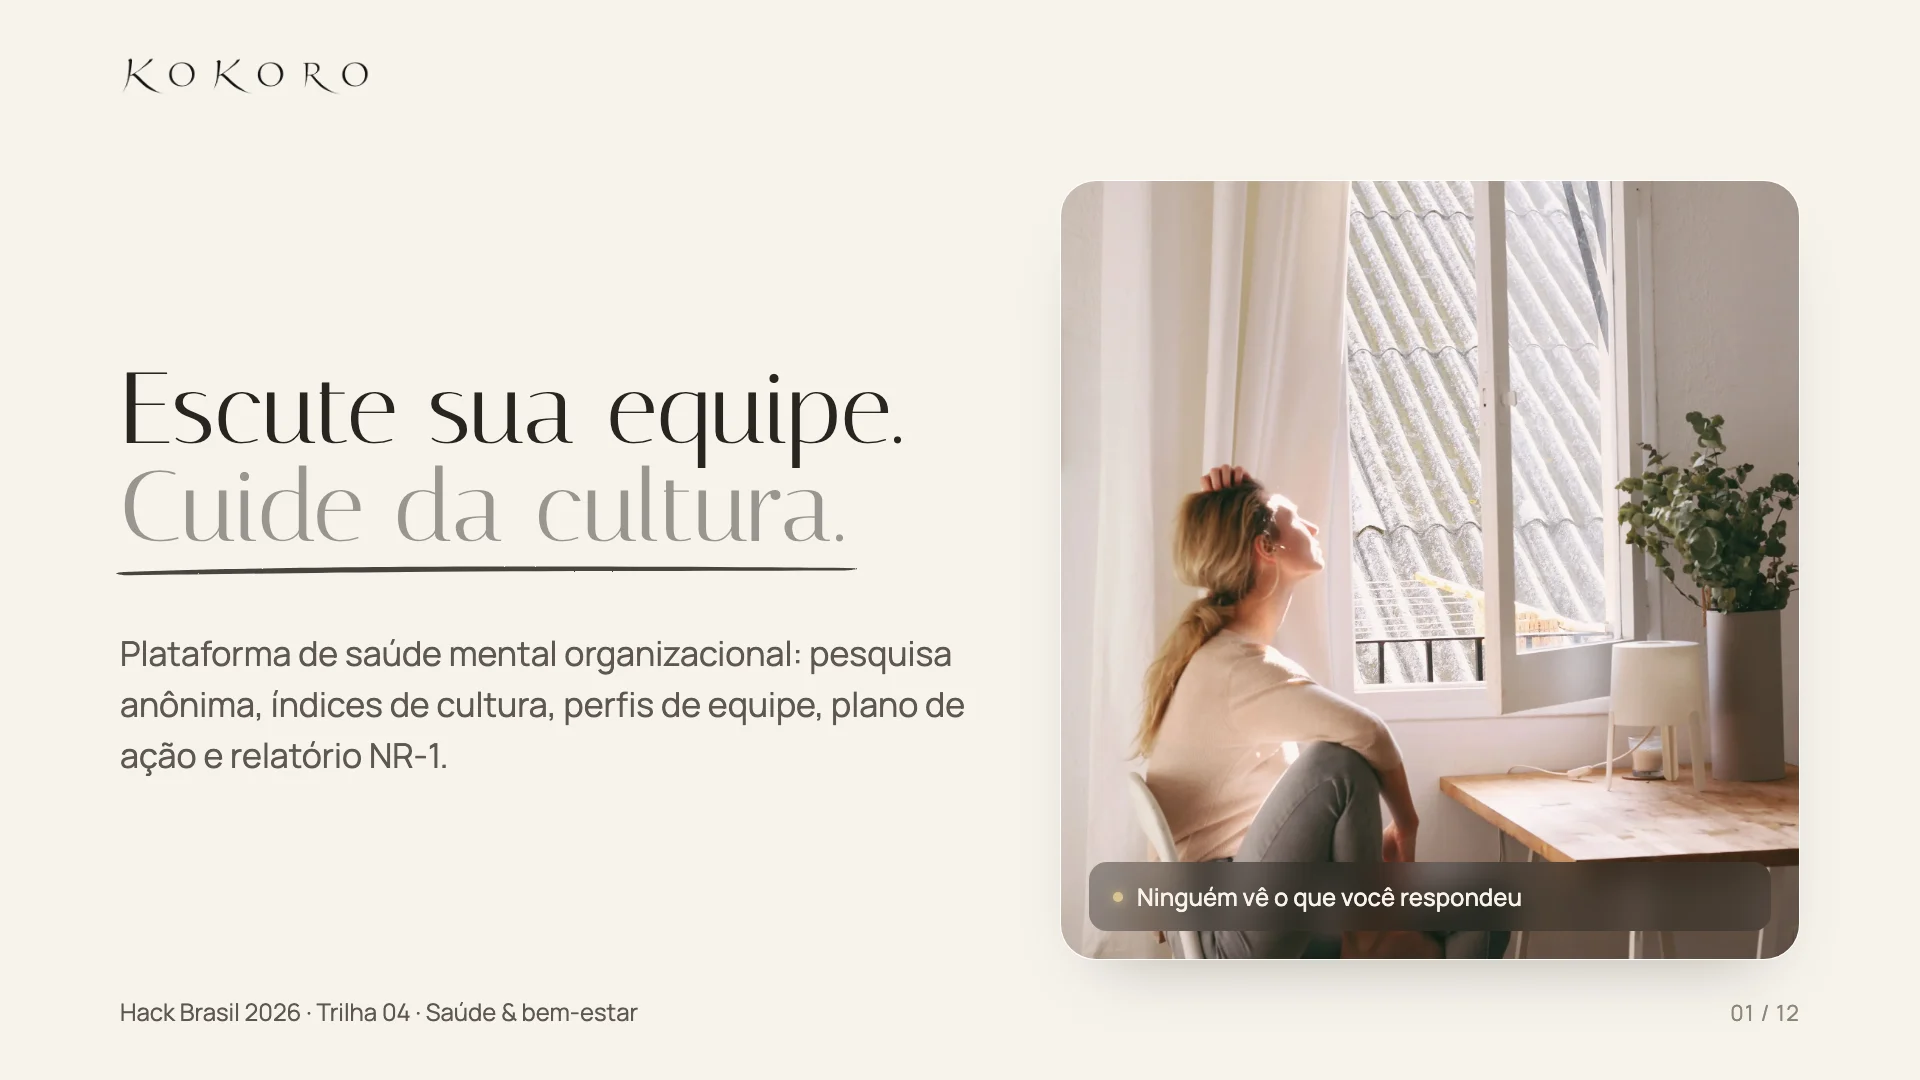 KOKORO
Escute sua equipe.
Cuide da cultura.
Plataforma de saúde mental organizacional: pesquisa
anônima, índices de cultura, perfis de equipe, plano de
ação e relatório NR-1.
Ninguém vê o que você respondeu
Hack Brasil 2026 · Trilha 04 · Saúde & bem-estar
01 / 12